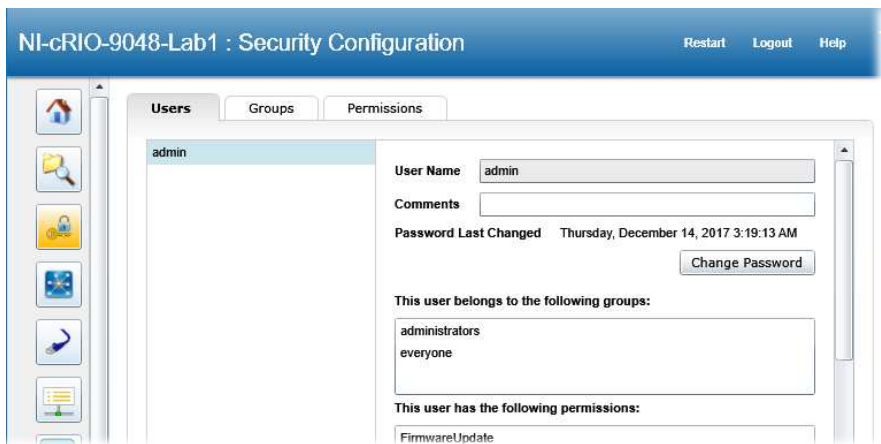 NI-cRIO-9048-Lab1 : Security Configuration
Restart Logout Help
Users Groups Permissions
admin
User Name admin
Comments
Password Last Changed Thursday, December 14, 2017 3:19:13 AM
Change Password
This user belongs to the following groups:
administrators
everyone
This user has the following permissions:
FirmwareUpdate